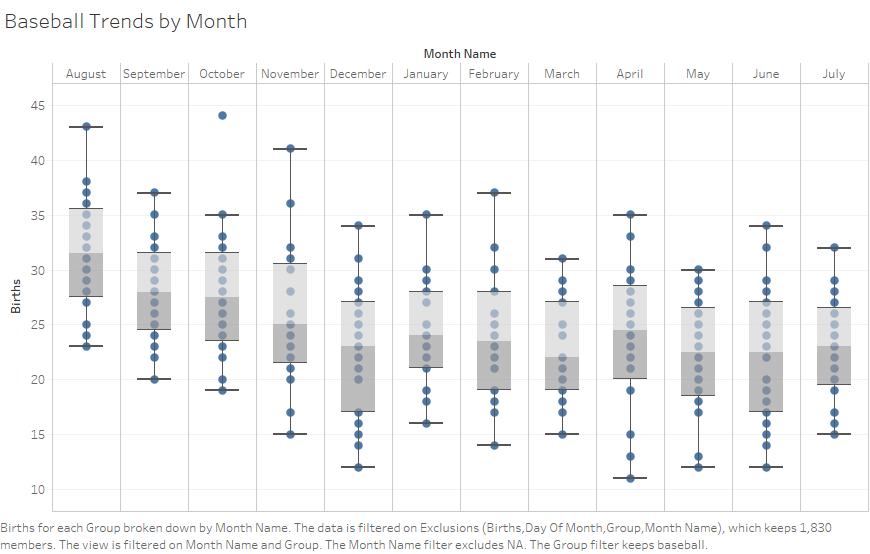 Baseball Trends by Month
Month Name
August September October November December January February March April May June July
45
40
35
30
25
20
15
10
Births
Births for each Group broken down by Month Name. The data is filtered on Exclusions (Births,Day Of Month,Group,Month Name), which keeps 1,830
members. The view is filtered on Month Name and Group. The Month Name filter excludes NA. The Group filter keeps baseball.